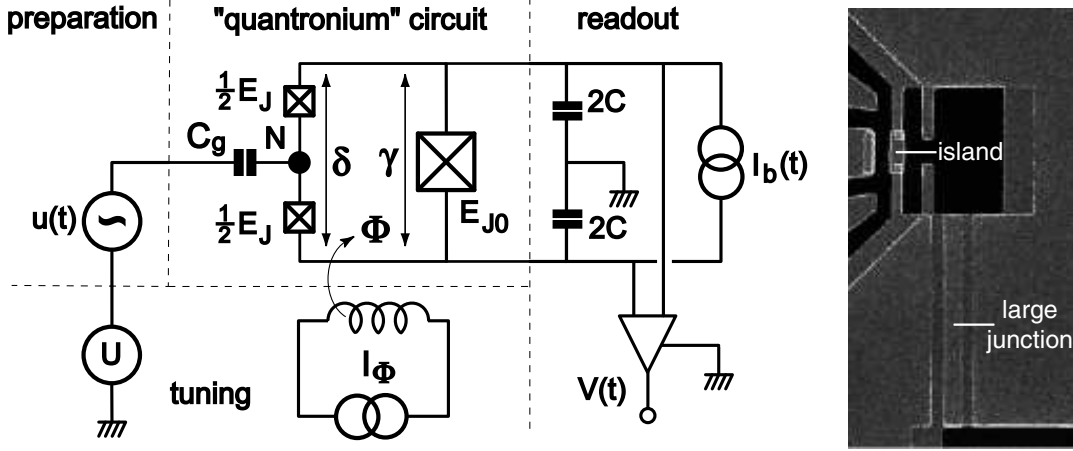 preparation
"quantronium" circuit
readout
½E_J
C_g
N
δ
γ
E_J0
2C
I_b(t)
u(t)
½E_J
Φ
2C
U
I_Φ
tuning
V(t)
island
large
junction